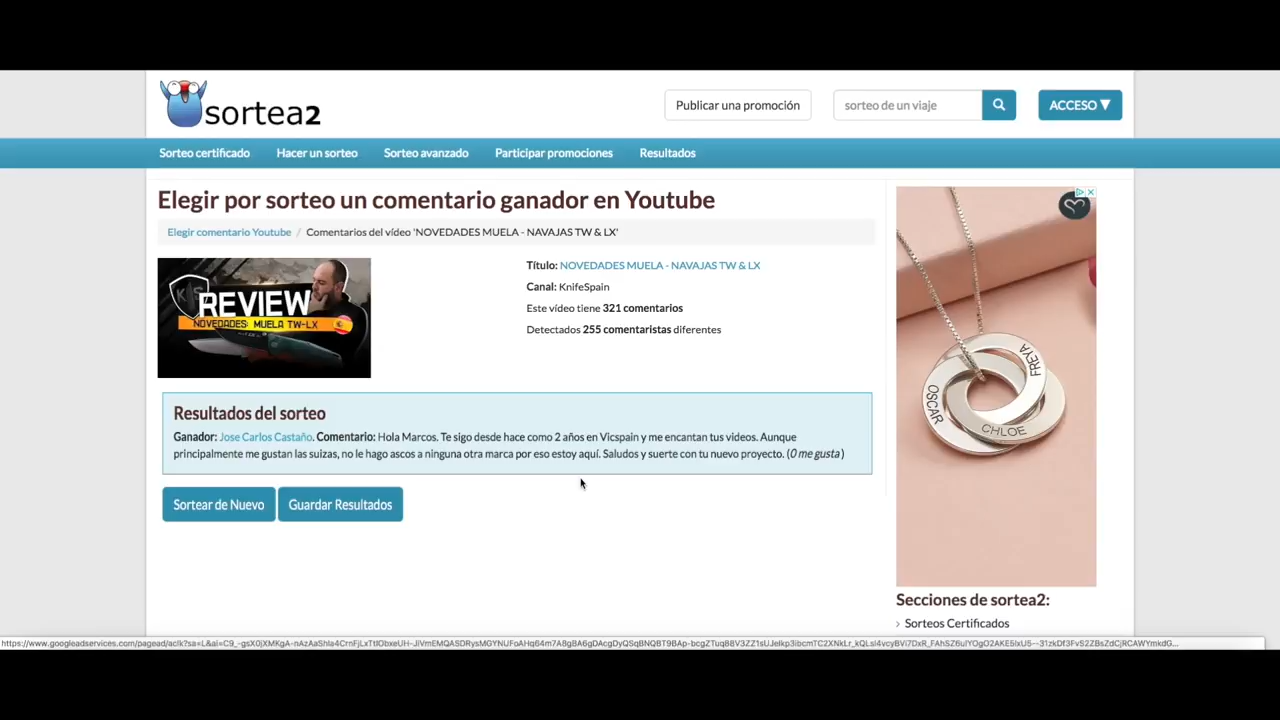 sortea2
Publicar una promoción
sorteo de un viaje
ACCESO ▼
Sorteo certificado
Hacer un sorteo
Sorteo avanzado
Participar promociones
Resultados
Elegir por sorteo un comentario ganador en Youtube
Elegir comentario Youtube / Comentarios del vídeo 'NOVEDADES MUELA - NAVAJAS TW & LX'
REVIEW
NOVEDADES: MUELA TW-LX
Título: NOVEDADES MUELA - NAVAJAS TW & LX
Canal: KnifeSpain
Este vídeo tiene 321 comentarios
Detectados 255 comentaristas diferentes
Resultados del sorteo
Ganador: Jose Carlos Castaño. Comentario: Hola Marcos. Te sigo desde hace como 2 años en Vicspain y me encantan tus videos. Aunque
principalmente me gustan las suizas, no le hago ascos a ninguna otra marca por eso estoy aquí. Saludos y suerte con tu nuevo proyecto. (0 me gusta )
Sortear de Nuevo
Guardar Resultados
FREYA
OSCAR
CHLOE
Secciones de sortea2:
Sorteos Certificados